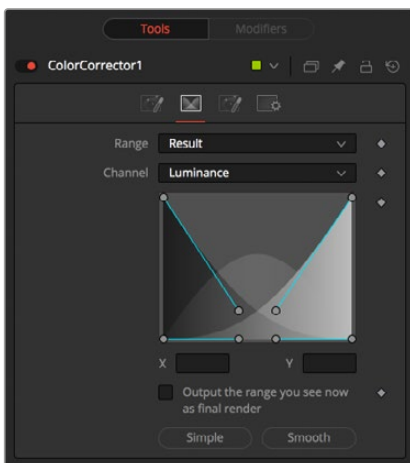 Tools Modifiers
ColorCorrector1
Range Result
Channel Luminance
X Y
Output the range you see now
as final render
Simple Smooth